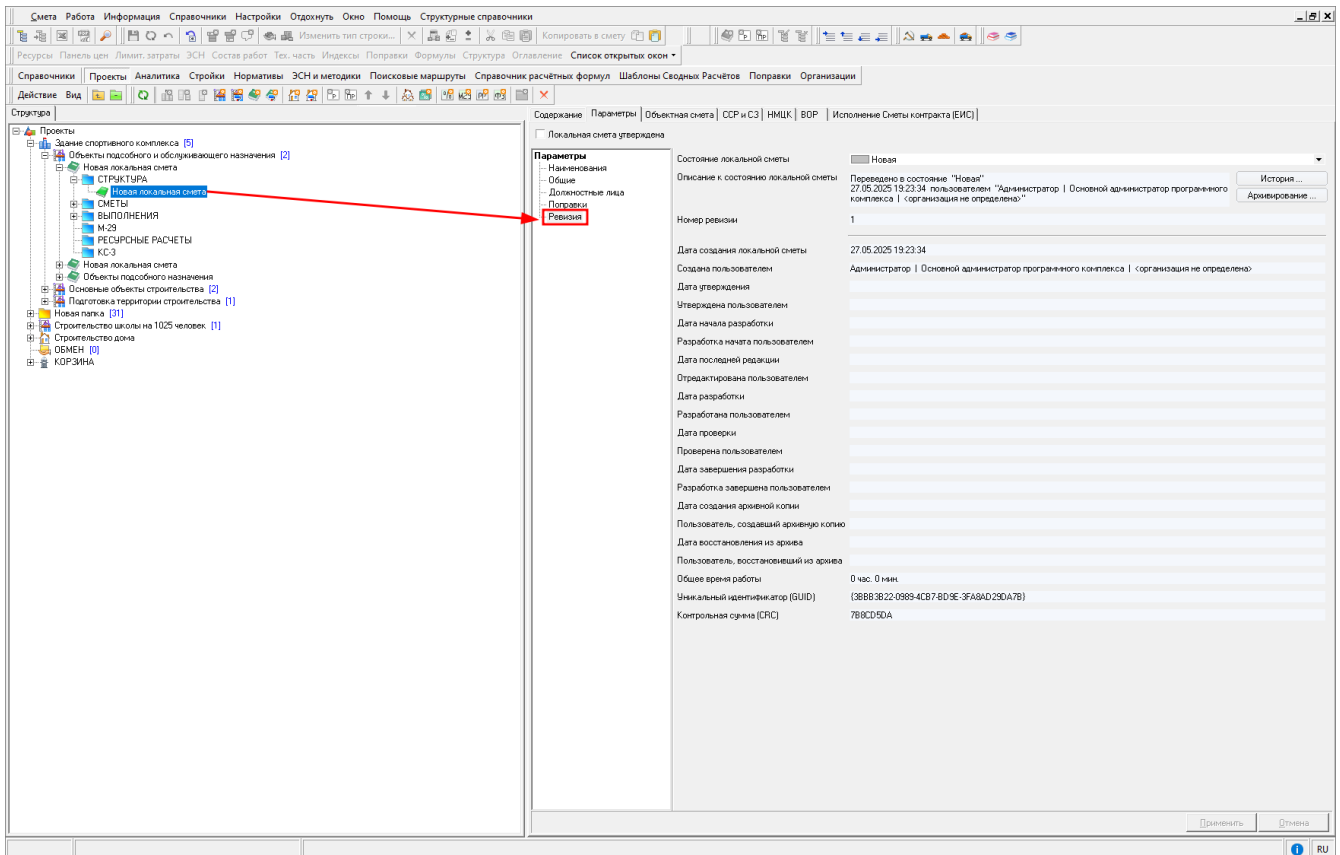 Смета Работа Информация Справочники Настройки Отдохнуть Окно Помощь Структурные справочники
Изменить тип строки... Копировать в смету
Ресурсы Панель цен Лимит. затраты ЭСН Состав работ Тех. часть Индексы Поправки Формулы Структура Оглавление Список открытых окон
Справочники Проекты Аналитика Стройки Нормативы ЭСН и методики Поисковые маршруты Справочник расчётных формул Шаблоны Сводных Расчётов Поправки Организации
Действие Вид
Структура
Проекты
Здание спортивного комплекса [5]
Объекты подсобного и обслуживающего назначения [2]
Новая локальная смета
СТРУКТУРА
Новая локальная смета
СМЕТЫ
ВЫПОЛНЕНИЯ
М-29
РЕСУРСНЫЕ РАСЧЕТЫ
КС-3
Новая локальная смета
Объекты подсобного назначения
Основные объекты строительства [2]
Подготовка территории строительства [1]
Новая папка [31]
Строительство школы на 1025 человек [1]
Строительство дома
ОБМЕН [0]
КОРЗИНА
Содержание Параметры Объектная смета ССР и СЗ НМЦК ВОР Исполнение Сметы контракта (ЕИС)
Локальная смета утверждена
Параметры
Наименования
Общие
Должностные лица
Поправки
Ревизия
Состояние локальной сметы Новая
Описание к состоянию локальной сметы Переведено в состояние "Новая"
27.05.2025 19:23:34 пользователем "Администратор | Основной администратор программного
комплекса | <организация не определена>"
История ...
Архивирование ...
Номер ревизии 1
Дата создания локальной сметы 27.05.2025 19:23:34
Создана пользователем Администратор | Основной администратор программного комплекса | <организация не определена>
Дата утверждения
Утверждена пользователем
Дата начала разработки
Разработка начата пользователем
Дата последней редакции
Отредактирована пользователем
Дата разработки
Разработана пользователем
Дата проверки
Проверена пользователем
Дата завершения разработки
Разработка завершена пользователем
Дата создания архивной копии
Пользователь, создавший архивную копию
Дата восстановления из архива
Пользователь, восстановивший из архива
Общее время работы 0 час. 0 мин.
Уникальный идентификатор (GUID) {3BBB3B22-0989-4CB7-BD9E-3FA8AD29DA7B}
Контрольная сумма (CRC) 7B8CD5DA
Применить Отмена
RU